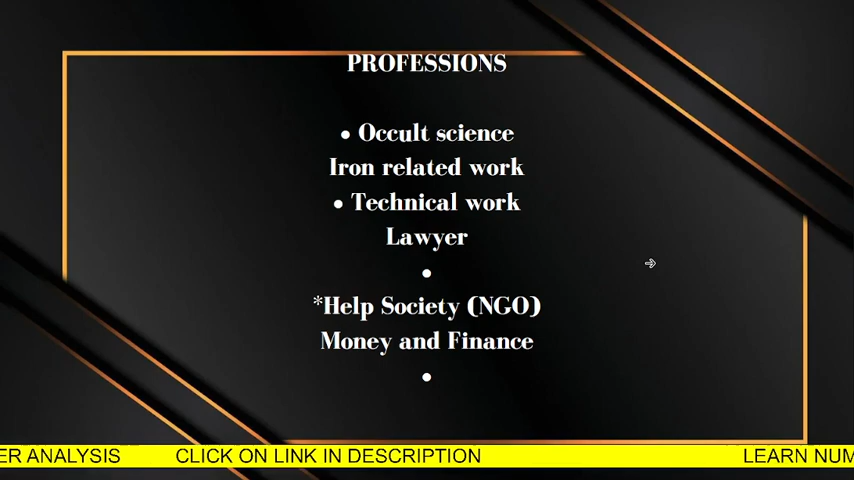 PROFESSIONS
• Occult science
Iron related work
• Technical work
Lawyer
•
*Help Society (NGO)
Money and Finance
•
ER ANALYSIS CLICK ON LINK IN DESCRIPTION LEARN NUM